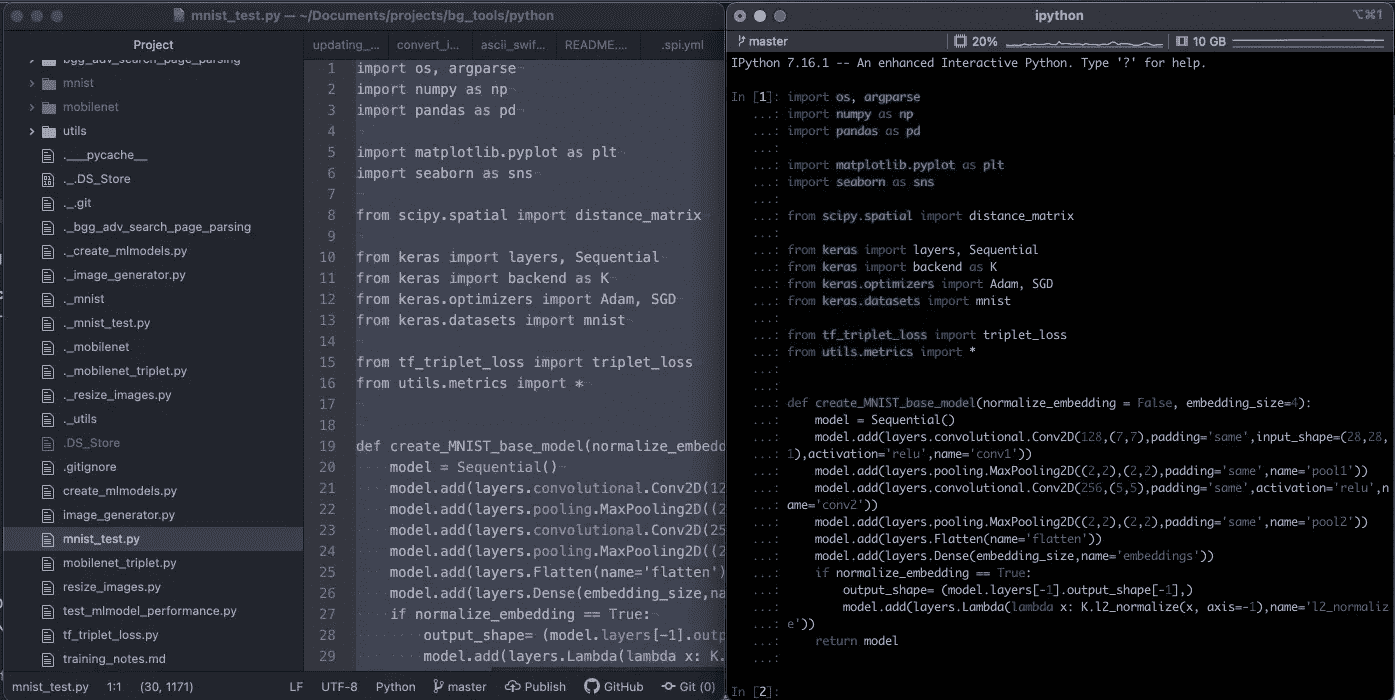 mnist_test.py — ~/Documents/projects/bg_tools/python
Project
bgg_adv_search_page_parsing
mnist
mobilenet
utils
.____pycache__
._.DS_Store
._.git
._bgg_adv_search_page_parsing
._create_mlmodels.py
._image_generator.py
._mnist
._mnist_test.py
._mobilenet
._mobilenet_triplet.py
._resize_images.py
._utils
.DS_Store
.gitignore
create_mlmodels.py
image_generator.py
mnist_test.py
mobilenet_triplet.py
resize_images.py
test_mlmodel_performance.py
tf_triplet_loss.py
training_notes.md
updating_... convert_i... ascii_swif... README.... .spi.yml
1 import os, argparse
2 import numpy as np
3 import pandas as pd
4
5 import matplotlib.pyplot as plt
6 import seaborn as sns
7
8 from scipy.spatial import distance_matrix
9
10 from keras import layers, Sequential
11 from keras import backend as K
12 from keras.optimizers import Adam, SGD
13 from keras.datasets import mnist
14
15 from tf_triplet_loss import triplet_loss
16 from utils.metrics import *
17
18
19 def create_MNIST_base_model(normalize_embedd
20 model = Sequential()
21 model.add(layers.convolutional.Conv2D(12
22 model.add(layers.pooling.MaxPooling2D((2
23 model.add(layers.convolutional.Conv2D(25
24 model.add(layers.pooling.MaxPooling2D((2
25 model.add(layers.Flatten(name='flatten')
26 model.add(layers.Dense(embedding_size,na
27 if normalize_embedding == True:
28 output_shape= (model.layers[-1].outp
29 model.add(layers.Lambda(lambda x: K.
mnist_test.py 1:1 (30, 1171) LF UTF-8 Python master Publish GitHub Git (0)
ipython ⌥⌘1
master 20% 10 GB
IPython 7.16.1 -- An enhanced Interactive Python. Type '?' for help.
In [1]: import os, argparse
...: import numpy as np
...: import pandas as pd
...:
...: import matplotlib.pyplot as plt
...: import seaborn as sns
...:
...: from scipy.spatial import distance_matrix
...:
...: from keras import layers, Sequential
...: from keras import backend as K
...: from keras.optimizers import Adam, SGD
...: from keras.datasets import mnist
...:
...: from tf_triplet_loss import triplet_loss
...: from utils.metrics import *
...:
...:
...: def create_MNIST_base_model(normalize_embedding = False, embedding_size=4):
...: model = Sequential()
...: model.add(layers.convolutional.Conv2D(128,(7,7),padding='same',input_shape=(28,28,
...: 1),activation='relu',name='conv1'))
...: model.add(layers.pooling.MaxPooling2D((2,2),(2,2),padding='same',name='pool1'))
...: model.add(layers.convolutional.Conv2D(256,(5,5),padding='same',activation='relu',n
...: ame='conv2'))
...: model.add(layers.pooling.MaxPooling2D((2,2),(2,2),padding='same',name='pool2'))
...: model.add(layers.Flatten(name='flatten'))
...: model.add(layers.Dense(embedding_size,name='embeddings'))
...: if normalize_embedding == True:
...: output_shape= (model.layers[-1].output_shape[-1],)
...: model.add(layers.Lambda(lambda x: K.l2_normalize(x, axis=-1),name='l2_normaliz
...: e'))
...: return model
...:
In [2]: